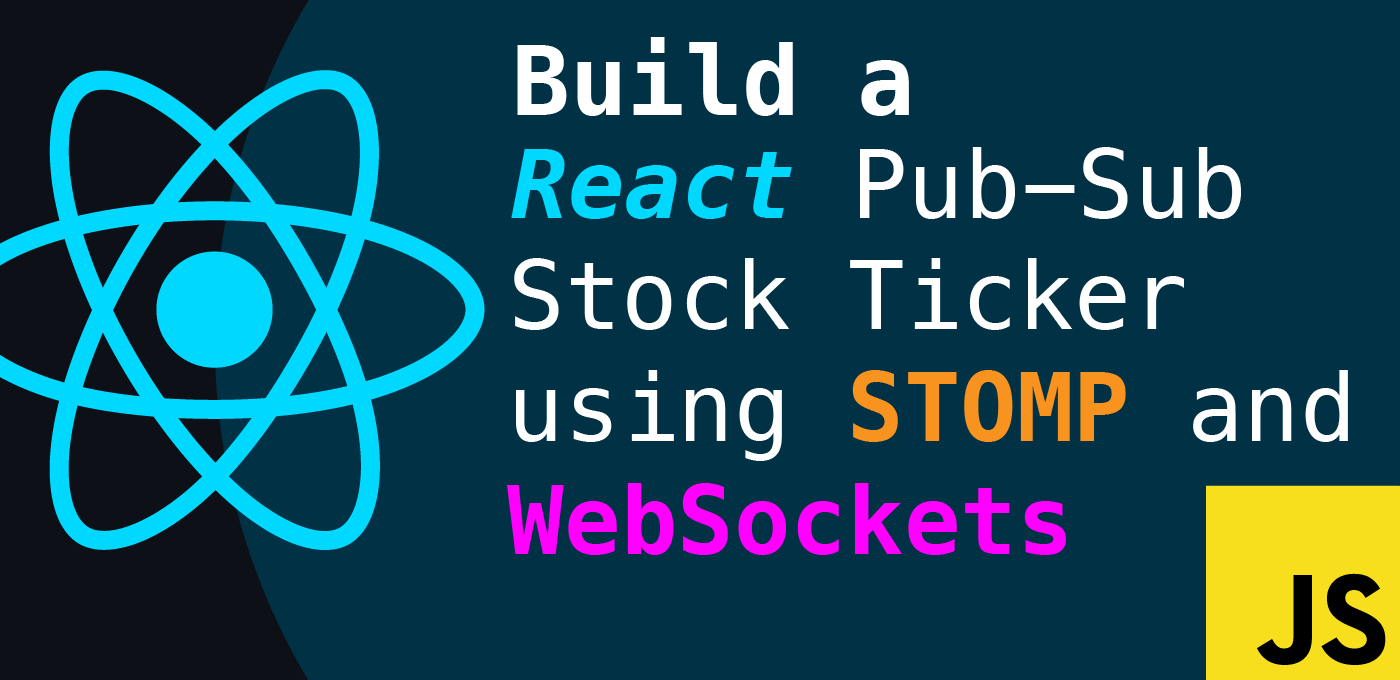 Build a
React Pub-Sub
Stock Ticker
using STOMP and
WebSockets
JS